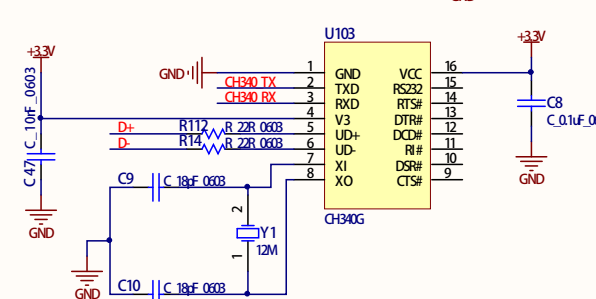 GND
U103
+3.3V
+3.3V
GND
CH340 TX
CH340 RX
1 GND
2 TXD
3 RXD
4 V3
5 UD+
6 UD-
7 XI
8 XO
VCC 16
RS232 15
RTS# 14
DTR# 13
DCD# 12
RI# 11
DSR# 10
CTS# 9
CH340G
D+ R112 R 22R 0603
D- R14 R 22R 0603
C47 C_10nF_0603
GND
C8
C_0.1uF_0
GND
C9 C 18pF 0603
2
Y1
12M
1
C10 C 18pF 0603
GND